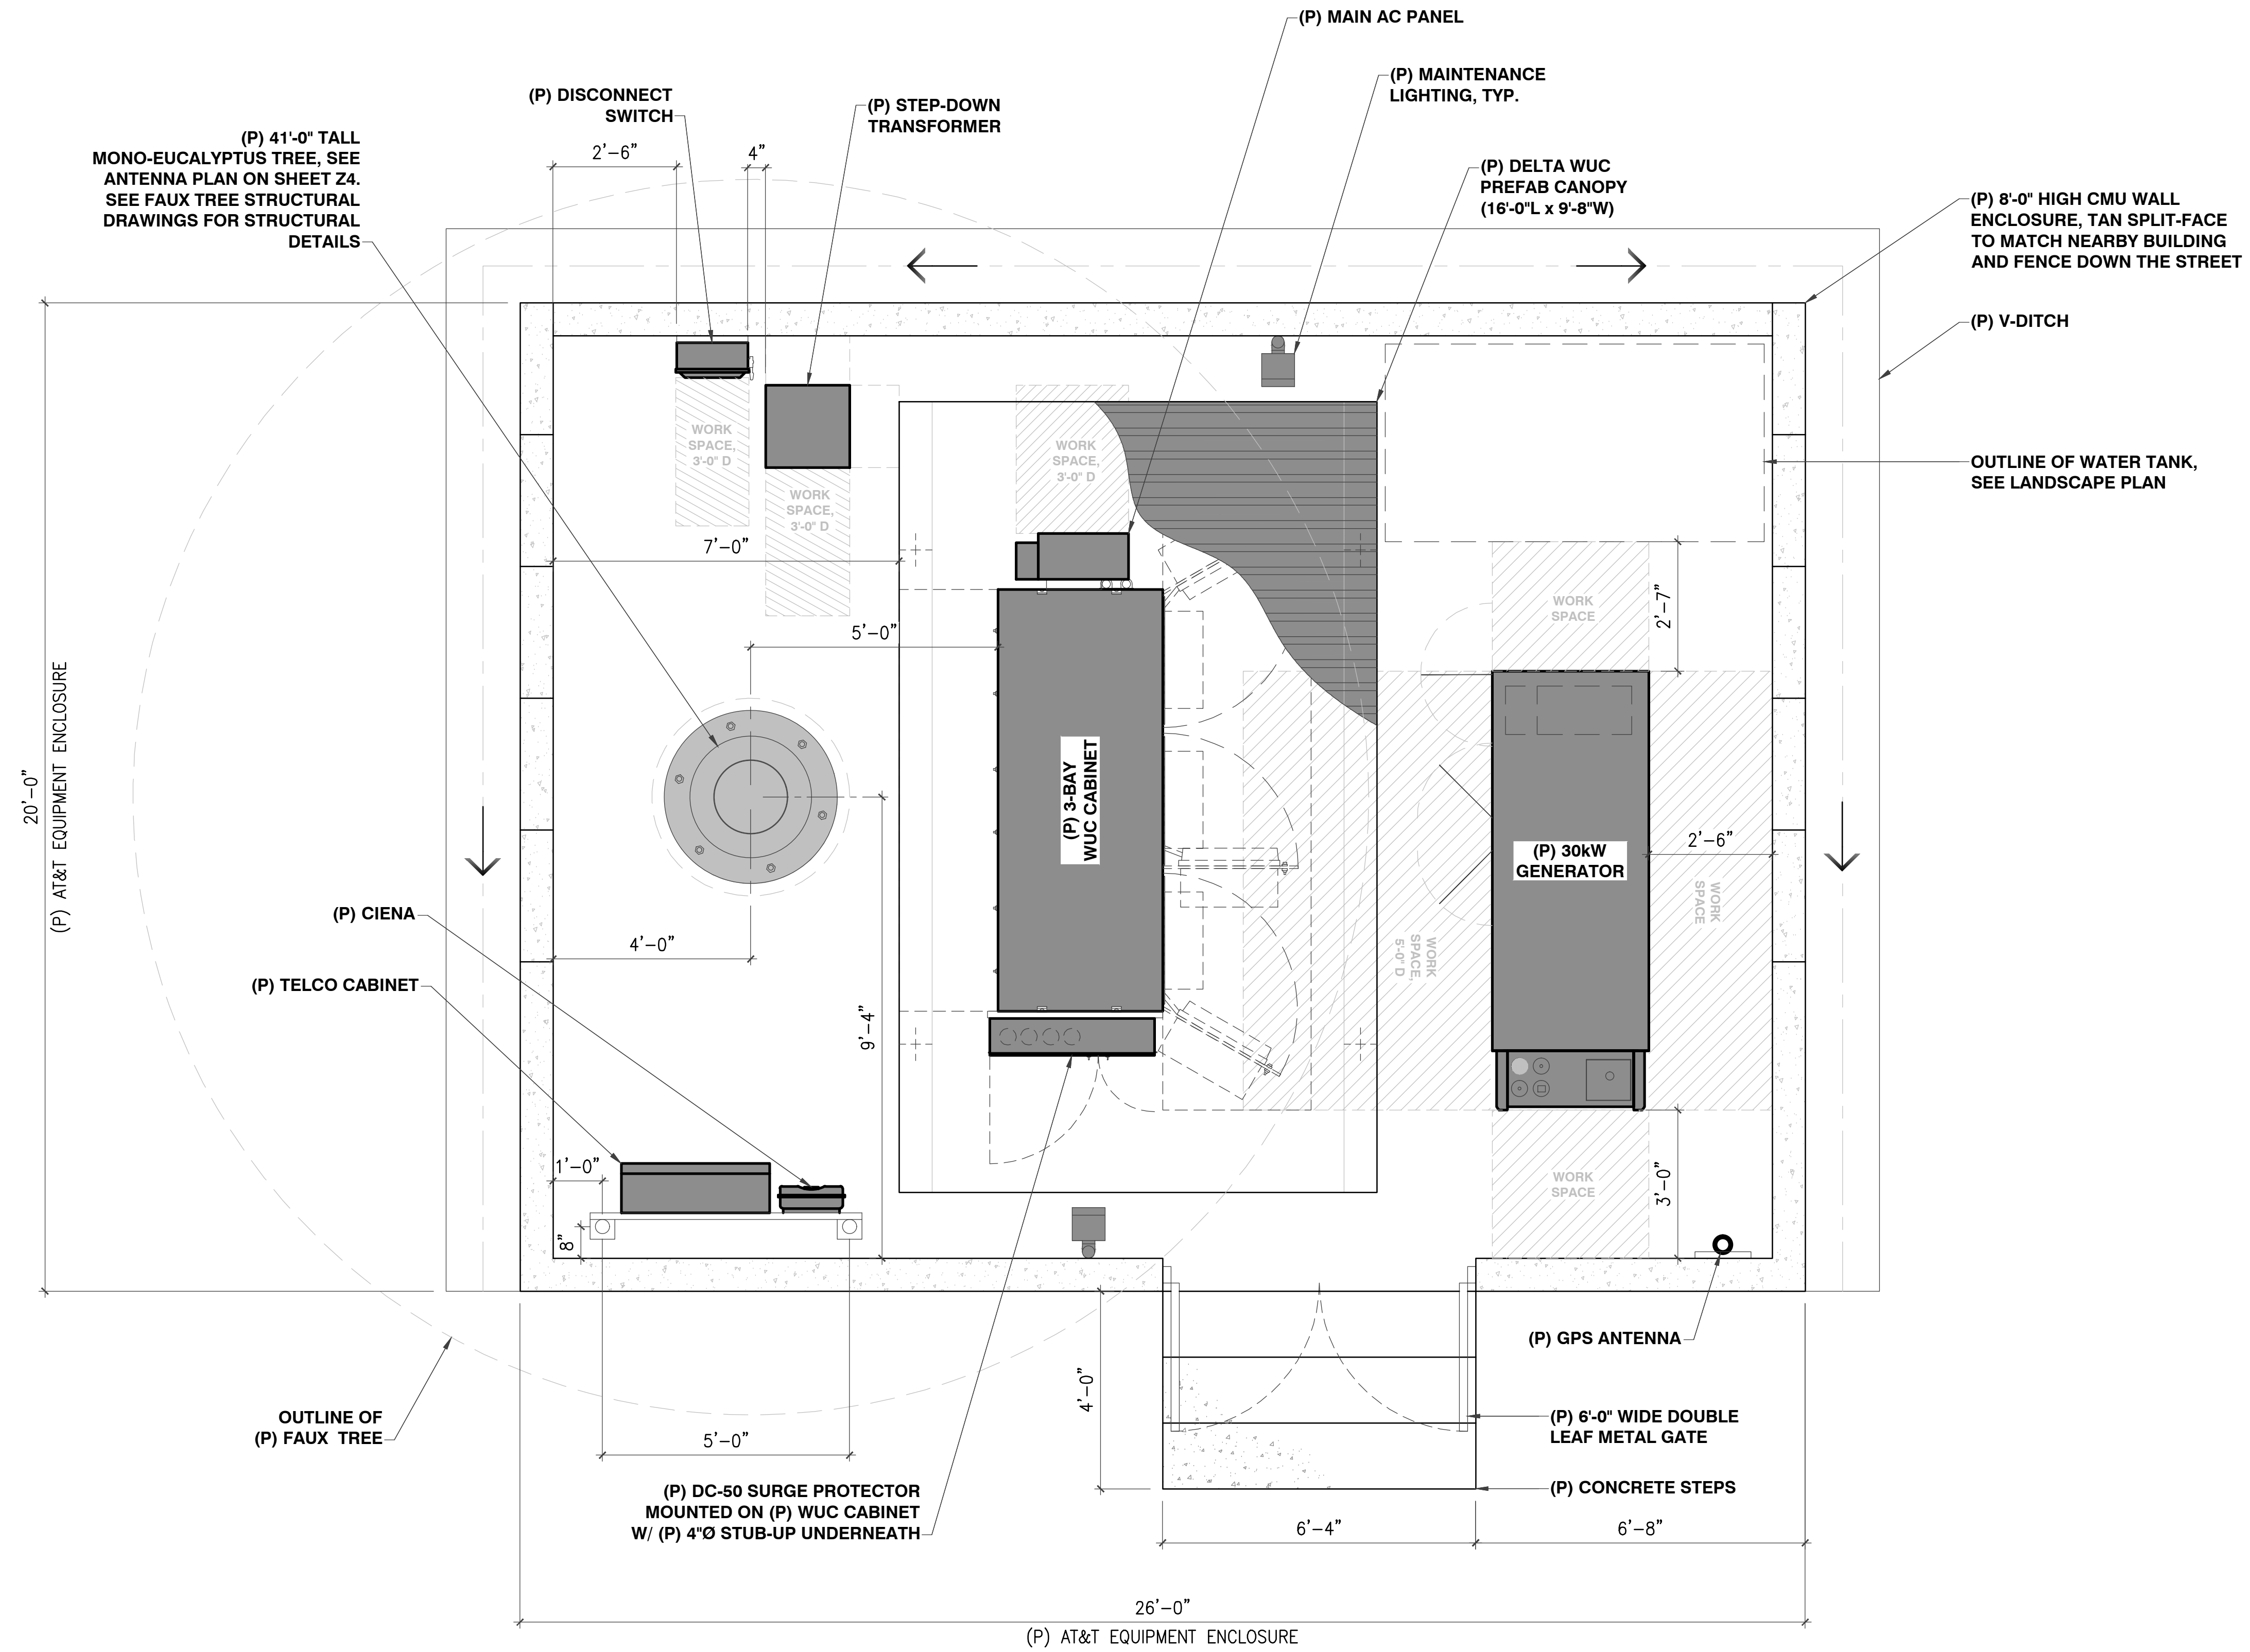 (P) MAIN AC PANEL
(P) MAINTENANCE
LIGHTING, TYP.
(P) DISCONNECT
SWITCH
(P) STEP-DOWN
TRANSFORMER
(P) 41'-0" TALL
MONO-EUCALYPTUS TREE, SEE
ANTENNA PLAN ON SHEET Z4.
SEE FAUX TREE STRUCTURAL
DRAWINGS FOR STRUCTURAL
DETAILS
2'-6"
4"
(P) DELTA WUC
PREFAB CANOPY
(16'-0"L x 9'-8"W)
(P) 8'-0" HIGH CMU WALL
ENCLOSURE, TAN SPLIT-FACE
TO MATCH NEARBY BUILDING
AND FENCE DOWN THE STREET
(P) V-DITCH
OUTLINE OF WATER TANK,
SEE LANDSCAPE PLAN
WORK
SPACE,
3'-0" D
WORK
SPACE,
3'-0" D
WORK
SPACE,
3'-0" D
7'-0"
5'-0"
WORK
SPACE
2'-7"
20'-0"
(P) AT&T EQUIPMENT ENCLOSURE
(P) 3-BAY
WUC CABINET
(P) 30kW
GENERATOR
2'-6"
WORK
SPACE
WORK
SPACE,
5'-0" D
(P) CIENA
4'-0"
(P) TELCO CABINET
9'-4"
1'-0"
8"
WORK
SPACE
3'-0"
(P) GPS ANTENNA
4'-0"
OUTLINE OF
(P) FAUX TREE
5'-0"
(P) 6'-0" WIDE DOUBLE
LEAF METAL GATE
(P) CONCRETE STEPS
(P) DC-50 SURGE PROTECTOR
MOUNTED ON (P) WUC CABINET
W/ (P) 4"Ø STUB-UP UNDERNEATH
6'-4"
6'-8"
26'-0"
(P) AT&T EQUIPMENT ENCLOSURE